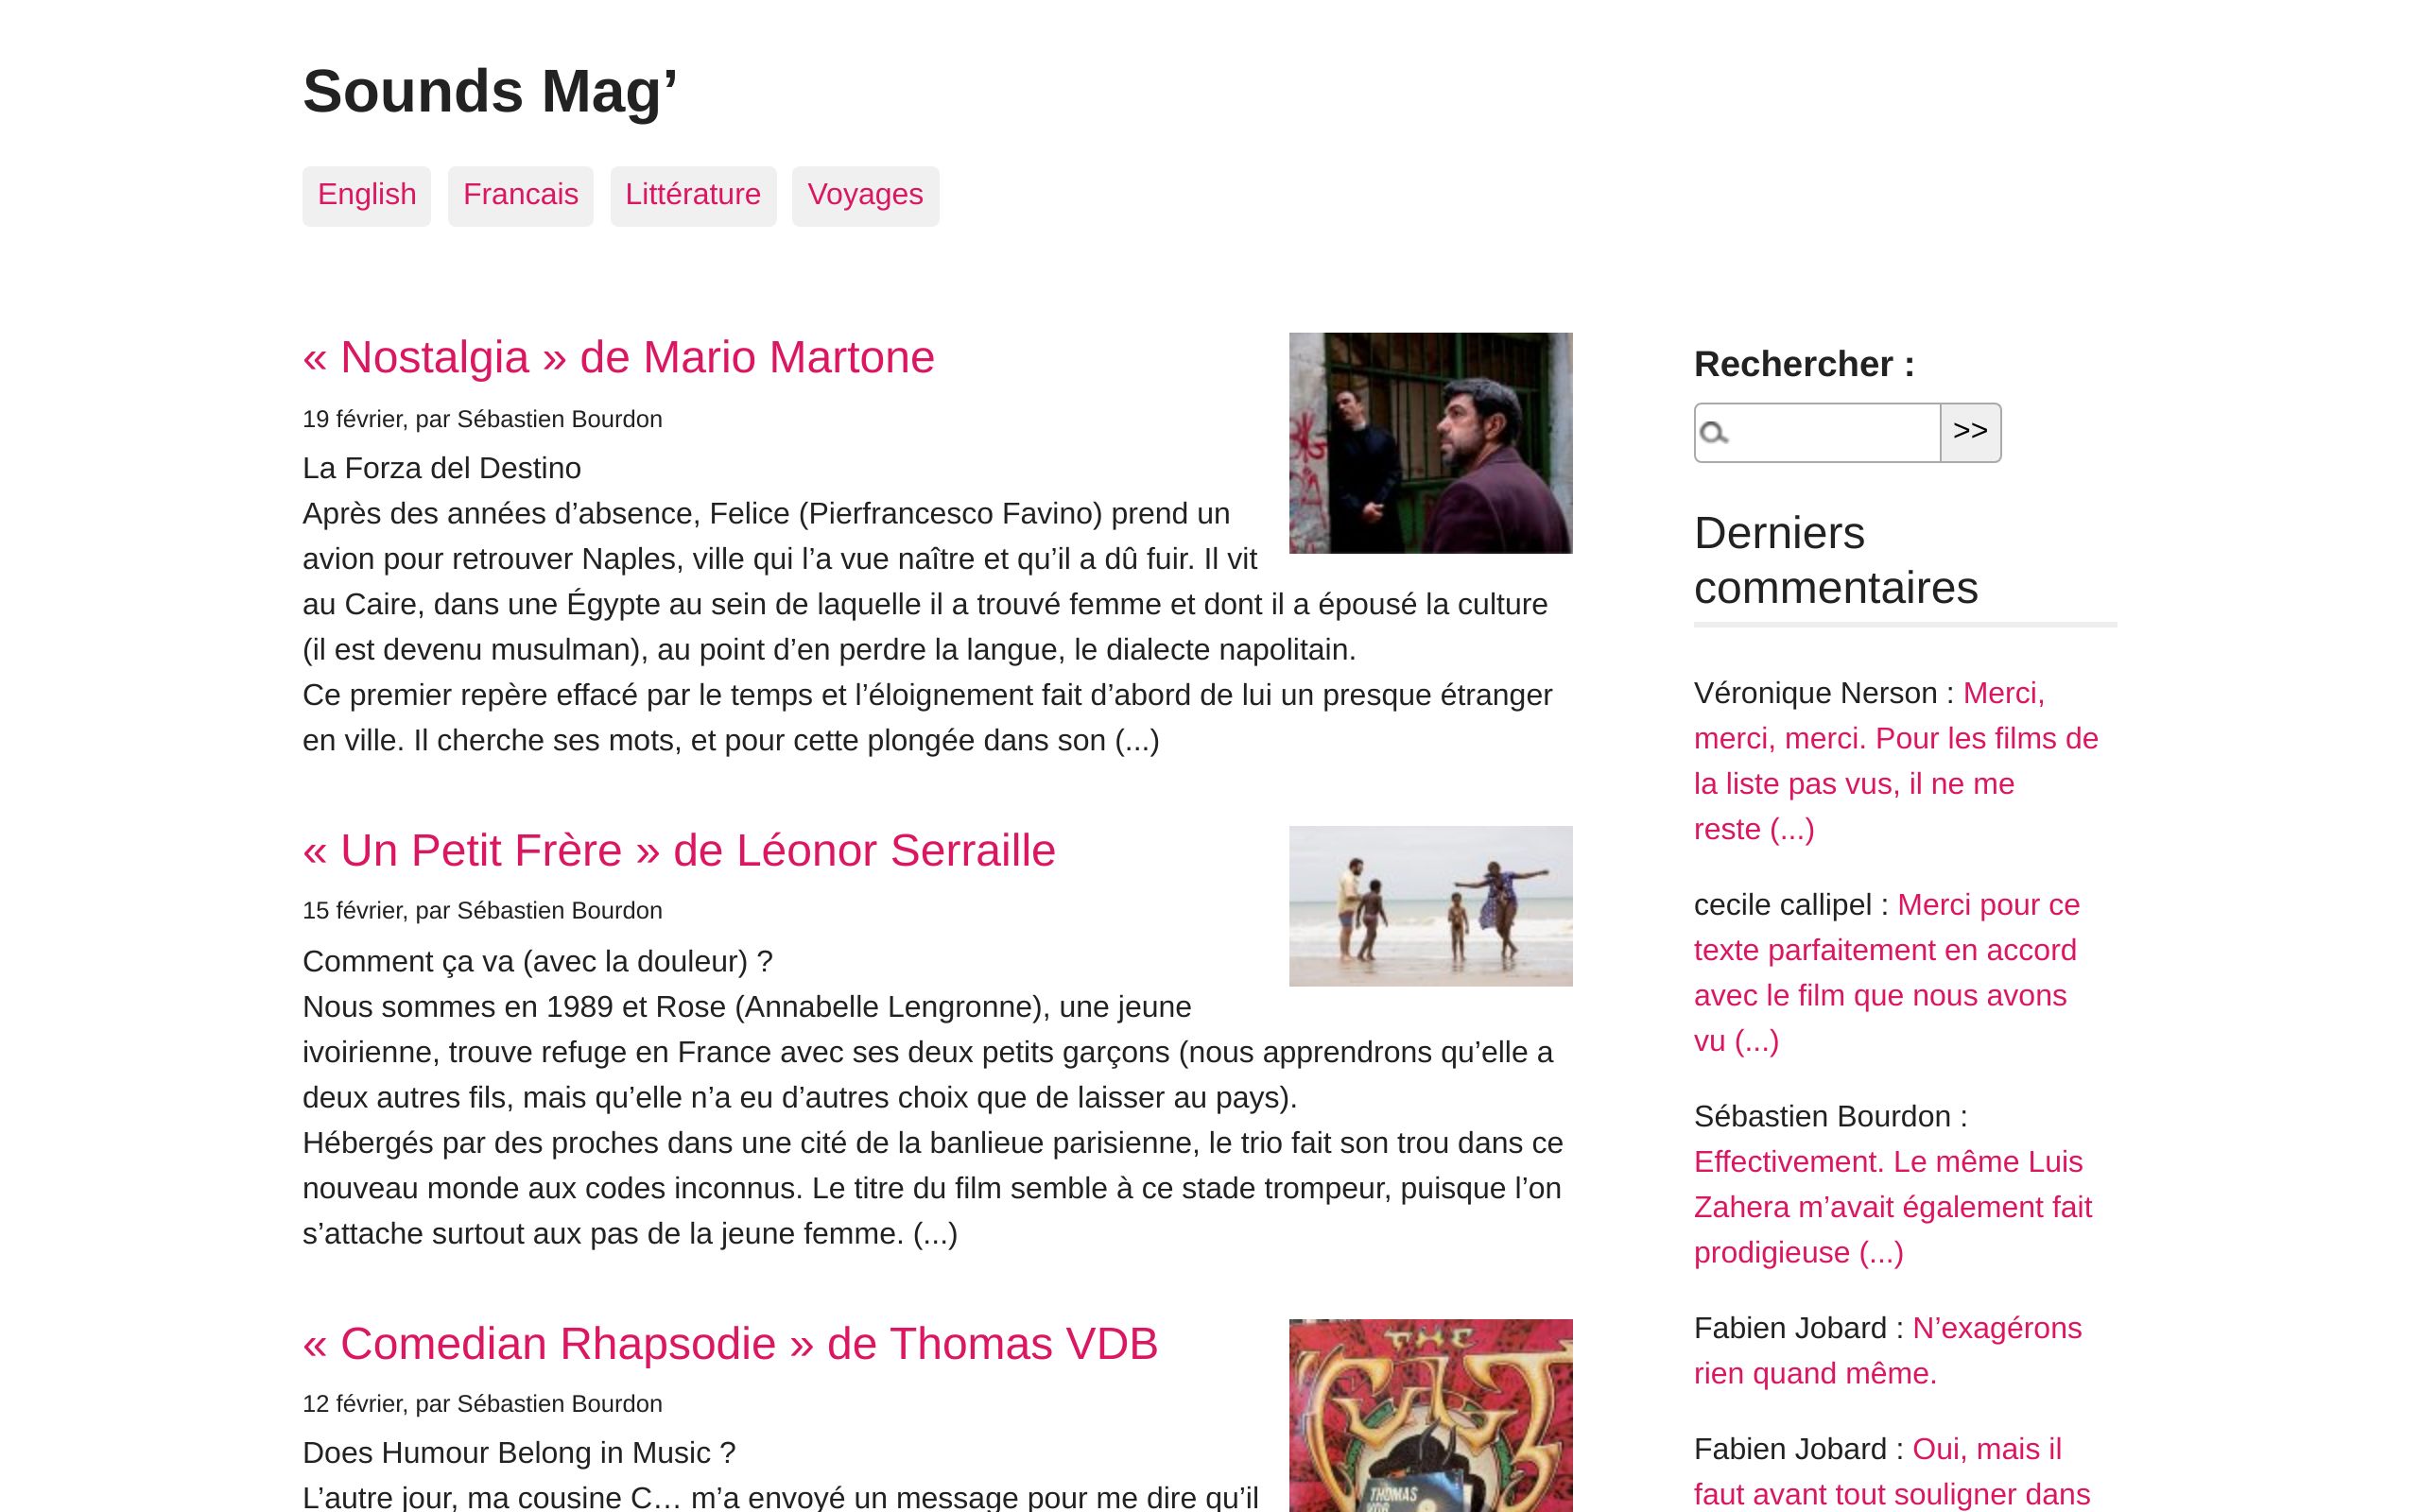 Sounds Mag’
English
Francais
Littérature
Voyages
« Nostalgia » de Mario Martone
19 février, par Sébastien Bourdon
La Forza del Destino
Après des années d’absence, Felice (Pierfrancesco Favino) prend un
avion pour retrouver Naples, ville qui l’a vue naître et qu’il a dû fuir. Il vit
au Caire, dans une Égypte au sein de laquelle il a trouvé femme et dont il a épousé la culture
(il est devenu musulman), au point d’en perdre la langue, le dialecte napolitain.
Ce premier repère effacé par le temps et l’éloignement fait d’abord de lui un presque étranger
en ville. Il cherche ses mots, et pour cette plongée dans son (...)
« Un Petit Frère » de Léonor Serraille
15 février, par Sébastien Bourdon
Comment ça va (avec la douleur) ?
Nous sommes en 1989 et Rose (Annabelle Lengronne), une jeune
ivoirienne, trouve refuge en France avec ses deux petits garçons (nous apprendrons qu’elle a
deux autres fils, mais qu’elle n’a eu d’autres choix que de laisser au pays).
Hébergés par des proches dans une cité de la banlieue parisienne, le trio fait son trou dans ce
nouveau monde aux codes inconnus. Le titre du film semble à ce stade trompeur, puisque l’on
s’attache surtout aux pas de la jeune femme. (...)
« Comedian Rhapsodie » de Thomas VDB
12 février, par Sébastien Bourdon
Does Humour Belong in Music ?
L’autre jour, ma cousine C… m’a envoyé un message pour me dire qu’il
THE
CULT
THOMAS
VDB
Rechercher :
>>
Derniers
commentaires
Véronique Nerson : Merci,
merci, merci. Pour les films de
la liste pas vus, il ne me
reste (...)
cecile callipel : Merci pour ce
texte parfaitement en accord
avec le film que nous avons
vu (...)
Sébastien Bourdon :
Effectivement. Le même Luis
Zahera m’avait également fait
prodigieuse (...)
Fabien Jobard : N’exagérons
rien quand même.
Fabien Jobard : Oui, mais il
faut avant tout souligner dans